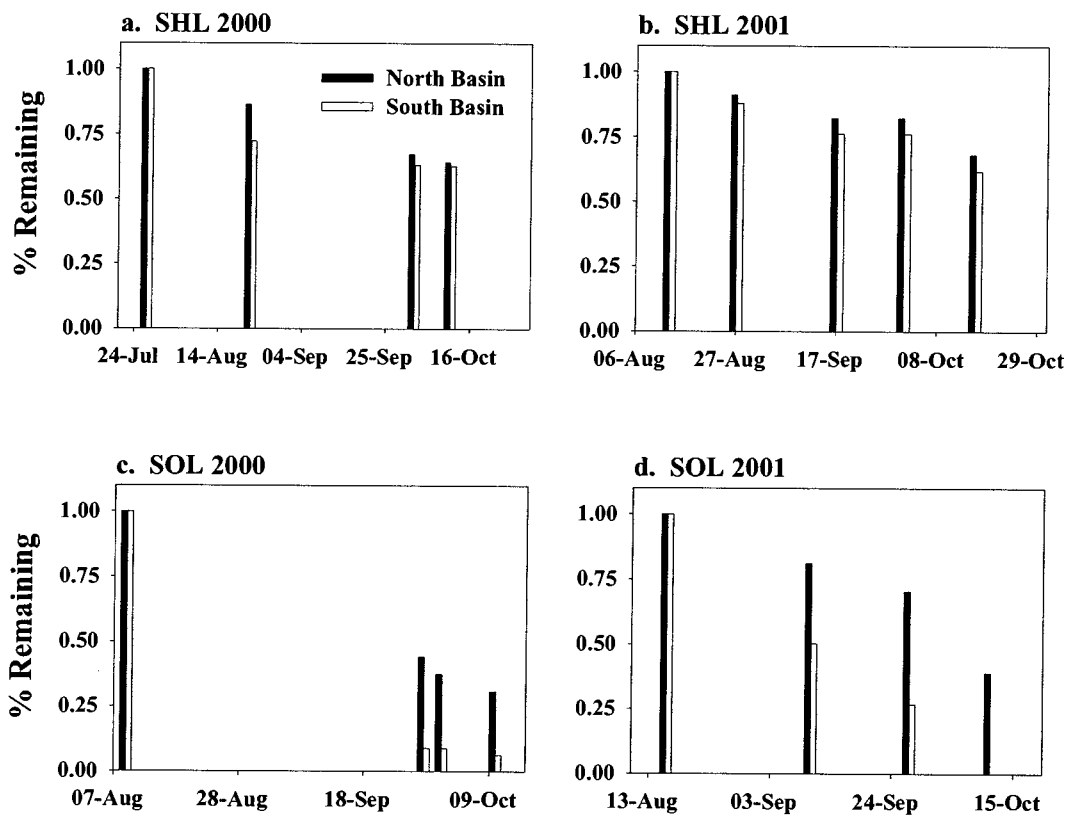 a. SHL 2000
b. SHL 2001
% Remaining
1.00
0.75
0.50
0.25
0.00
North Basin
South Basin
24-Jul 14-Aug 04-Sep 25-Sep 16-Oct
1.00
0.75
0.50
0.25
0.00
06-Aug 27-Aug 17-Sep 08-Oct 29-Oct
c. SOL 2000
d. SOL 2001
% Remaining
1.00
0.75
0.50
0.25
0.00
07-Aug 28-Aug 18-Sep 09-Oct
1.00
0.75
0.50
0.25
0.00
13-Aug 03-Sep 24-Sep 15-Oct